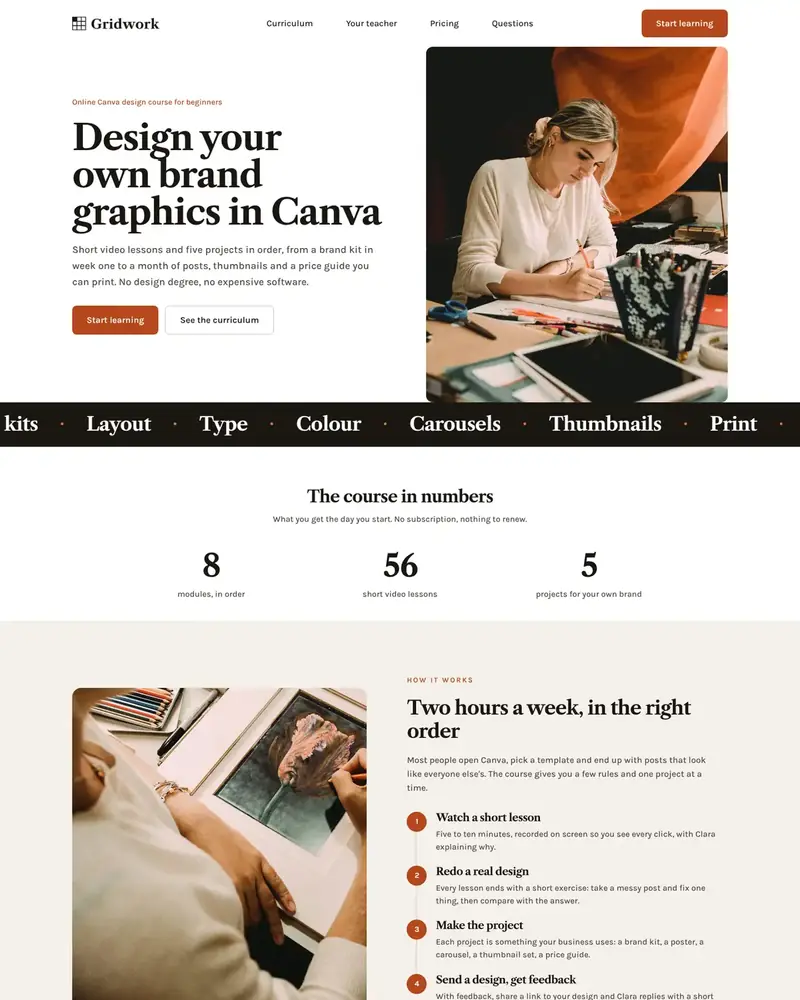 Gridwork
Curriculum
Your teacher
Pricing
Questions
Start learning
Online Canva design course for beginners
Design your
own brand
graphics in Canva
Short video lessons and five projects in order, from a brand kit in
week one to a month of posts, thumbnails and a price guide you
can print. No design degree, no expensive software.
Start learning
See the curriculum
kits · Layout · Type · Colour · Carousels · Thumbnails · Print ·
The course in numbers
What you get the day you start. No subscription, nothing to renew.
8
modules, in order
56
short video lessons
5
projects for your own brand
HOW IT WORKS
Two hours a week, in the right
order
Most people open Canva, pick a template and end up with posts that look
like everyone else's. The course gives you a few rules and one project at a
time.
1
Watch a short lesson
Five to ten minutes, recorded on screen so you see every click, with Clara
explaining why.
2
Redo a real design
Every lesson ends with a short exercise: take a messy post and fix one
thing, then compare with the answer.
3
Make the project
Each project is something your business uses: a brand kit, a poster, a
carousel, a thumbnail set, a price guide.
4
Send a design, get feedback
With feedback, share a link to your design and Clara replies with a short